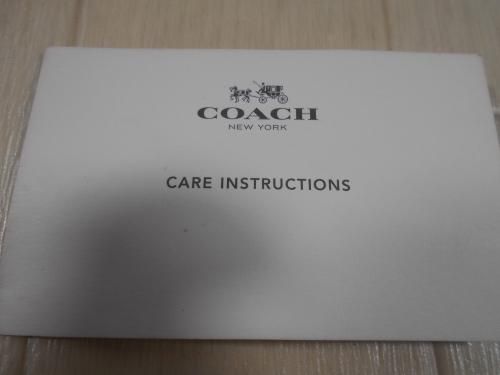 COACH
NEW YORK
CARE INSTRUCTIONS